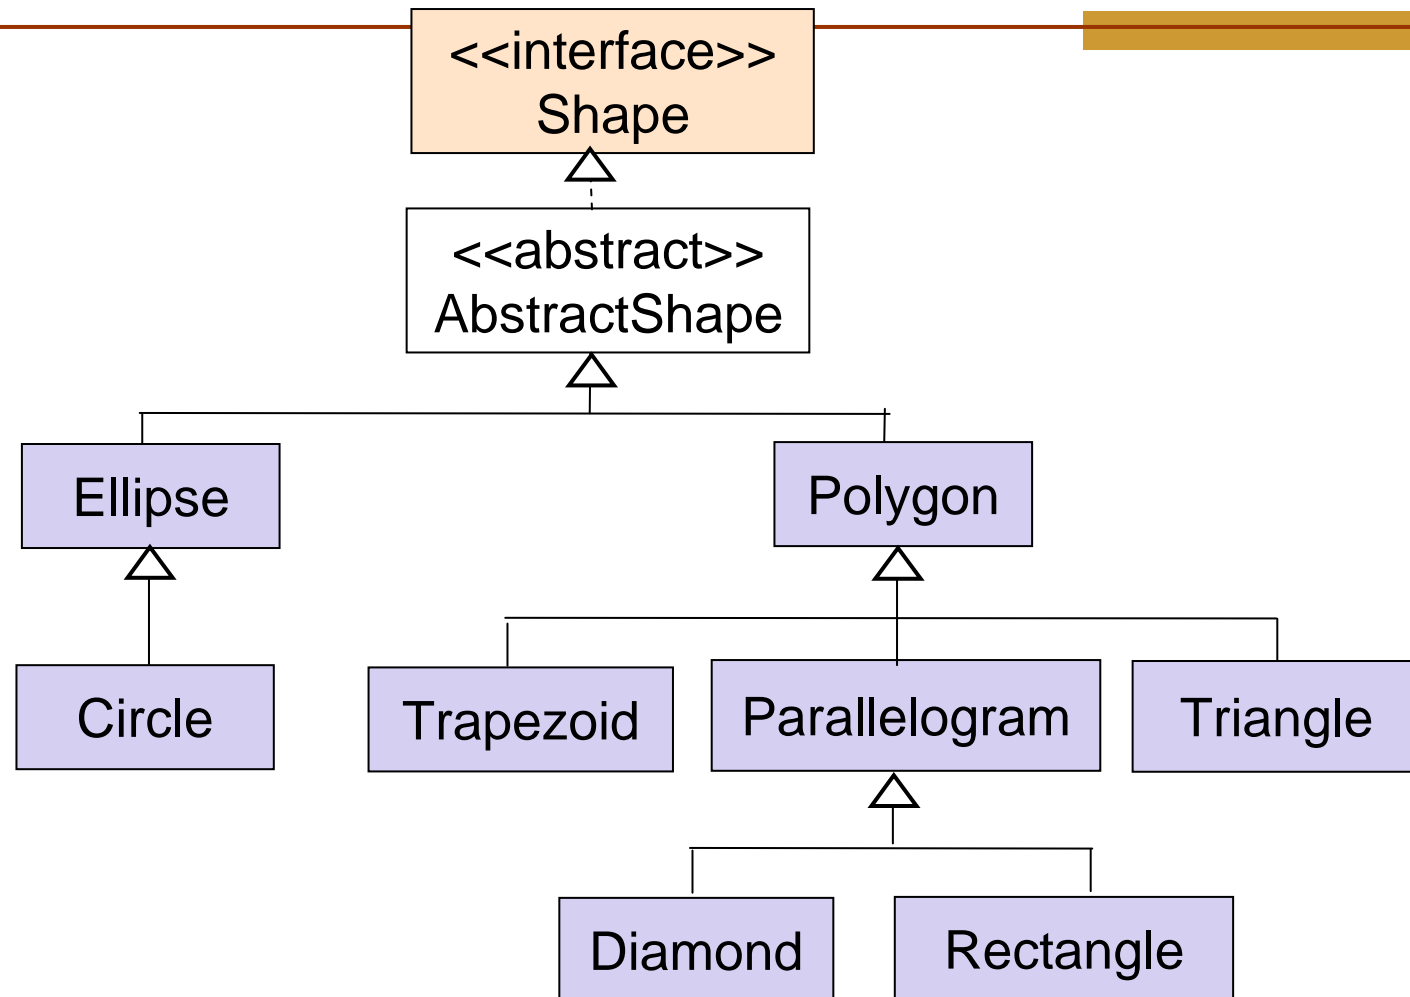 <<interface>>
Shape
<<abstract>>
AbstractShape
Ellipse
Polygon
Circle
Trapezoid
Parallelogram
Triangle
Diamond
Rectangle